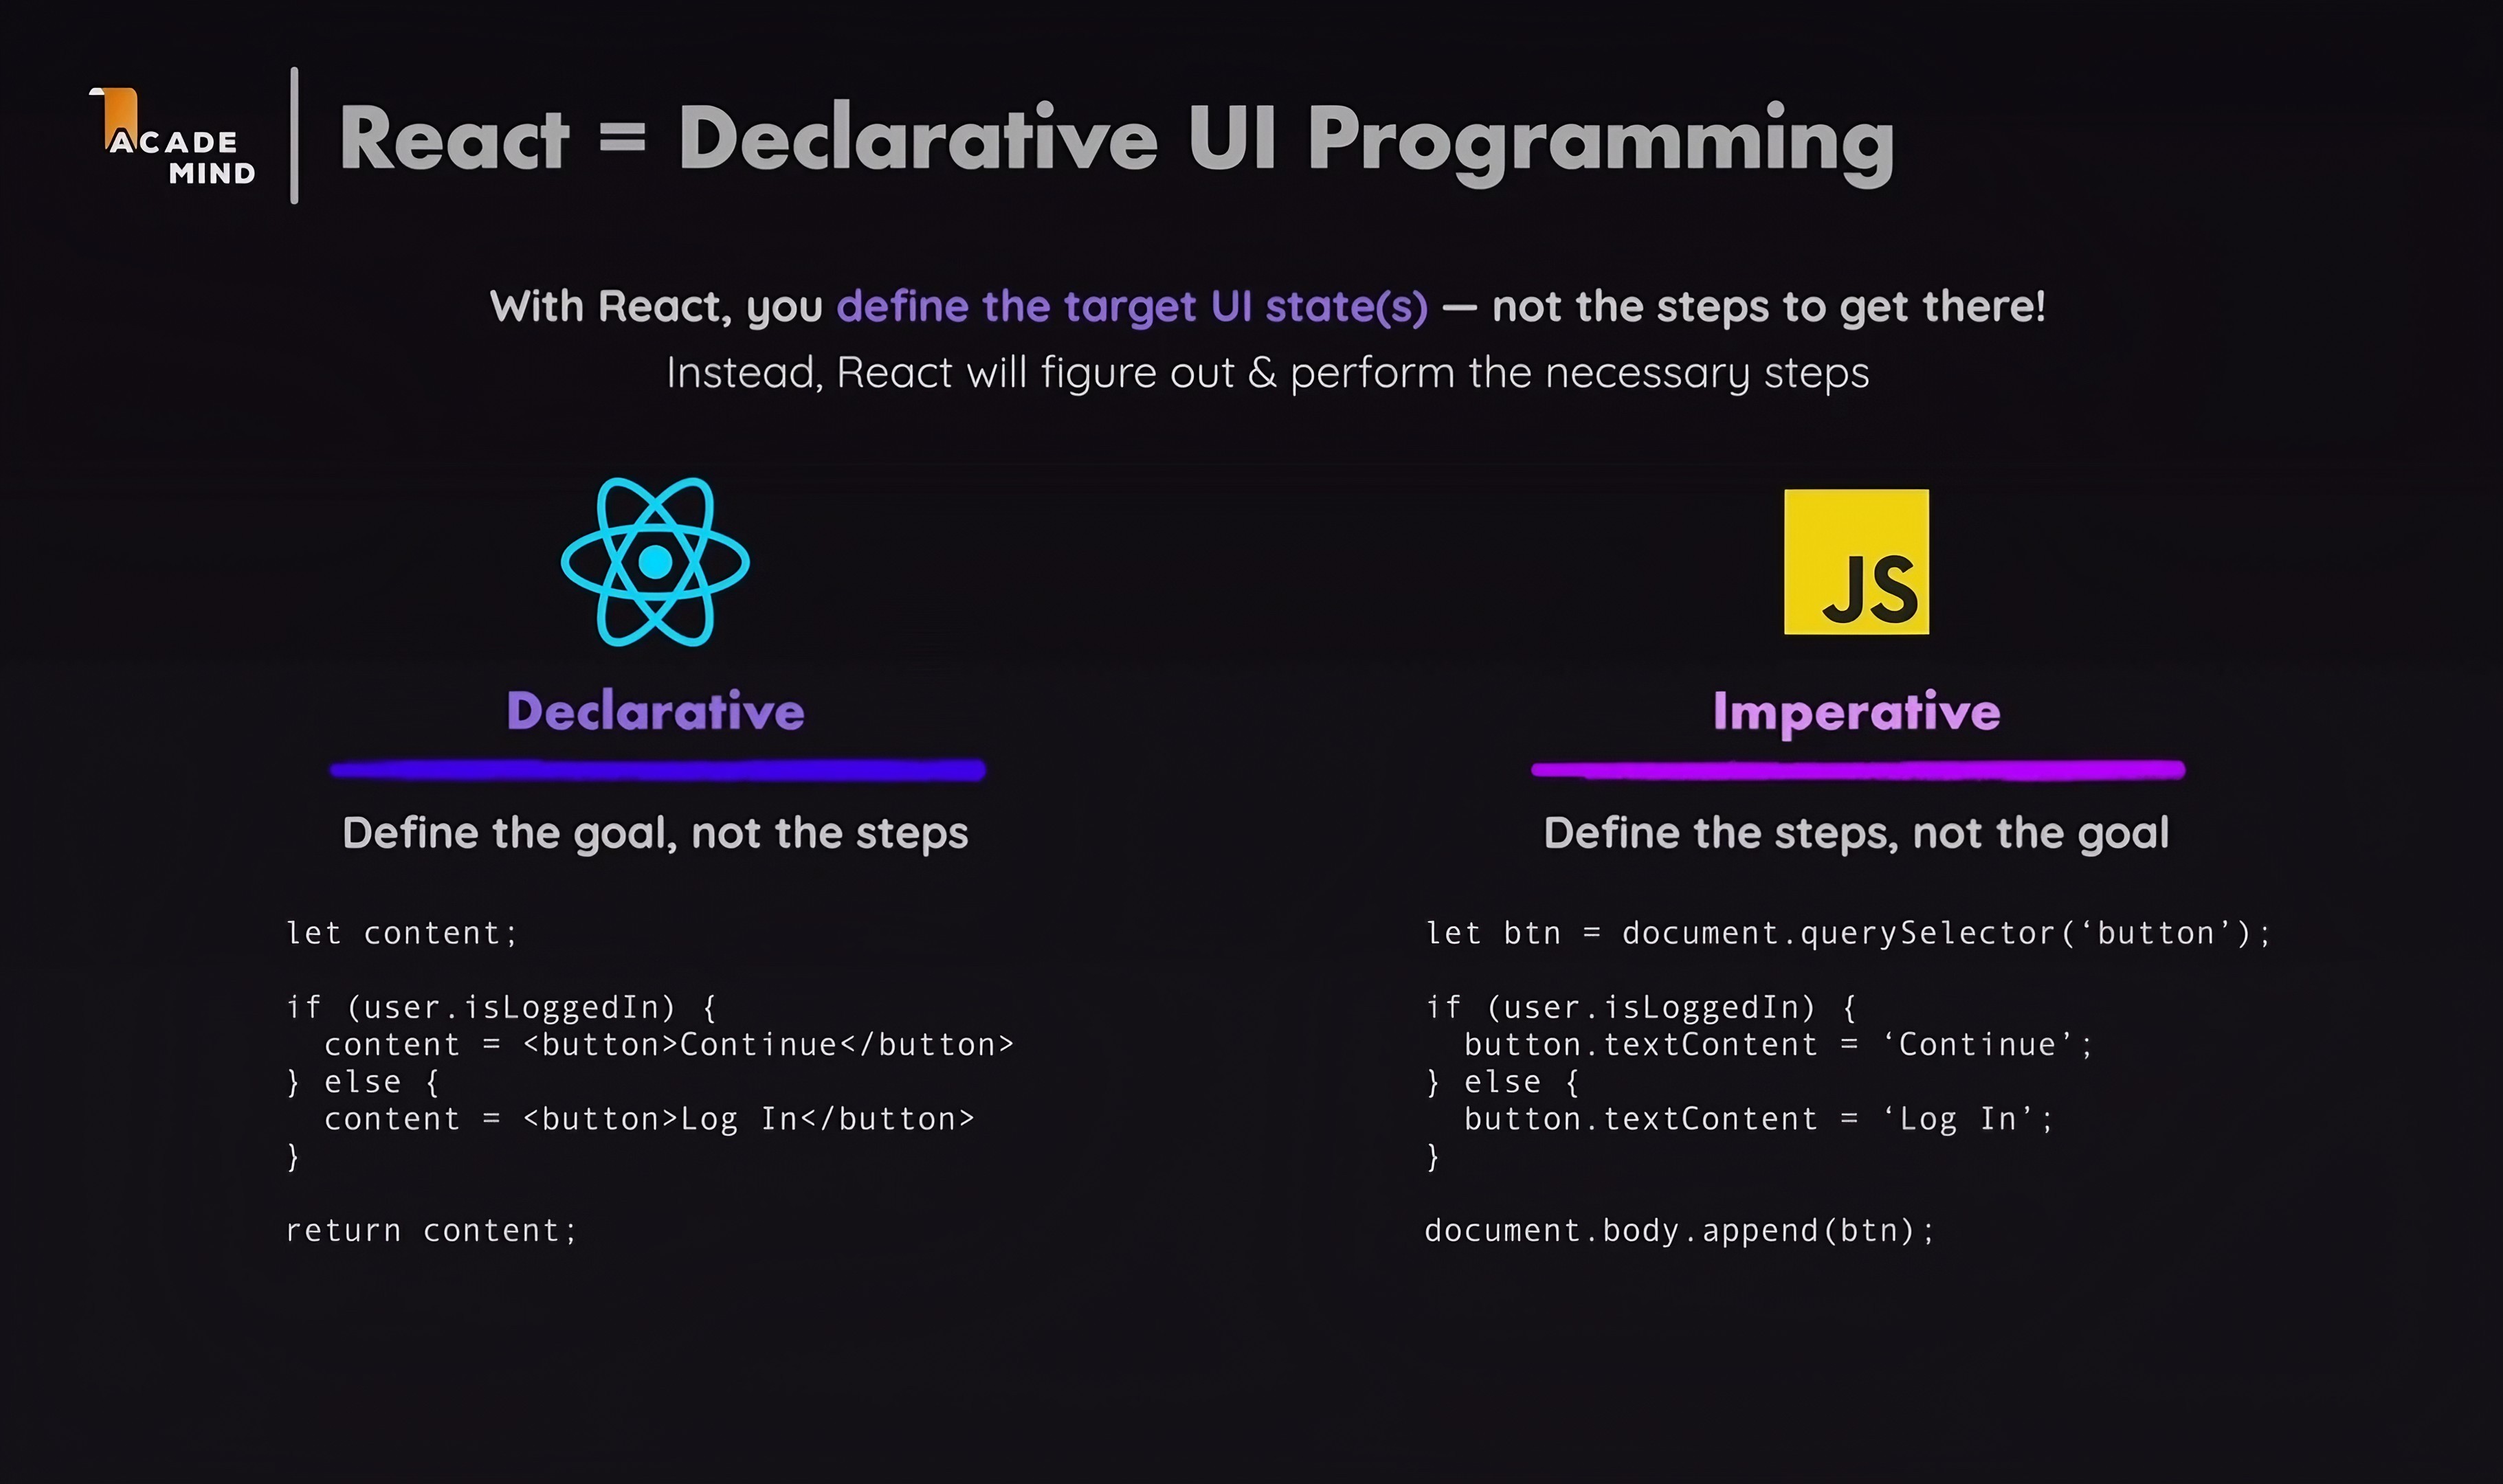 ACADE
MIND
React = Declarative UI Programming
With React, you define the target UI state(s) — not the steps to get there!
Instead, React will figure out & perform the necessary steps
JS
Declarative
Define the goal, not the steps
let content;
if (user.isLoggedIn) {
  content = <button>Continue</button>
} else {
  content = <button>Log In</button>
}
return content;
Imperative
Define the steps, not the goal
let btn = document.querySelector(‘button’);
if (user.isLoggedIn) {
  button.textContent = ‘Continue’;
} else {
  button.textContent = ‘Log In’;
}
document.body.append(btn);